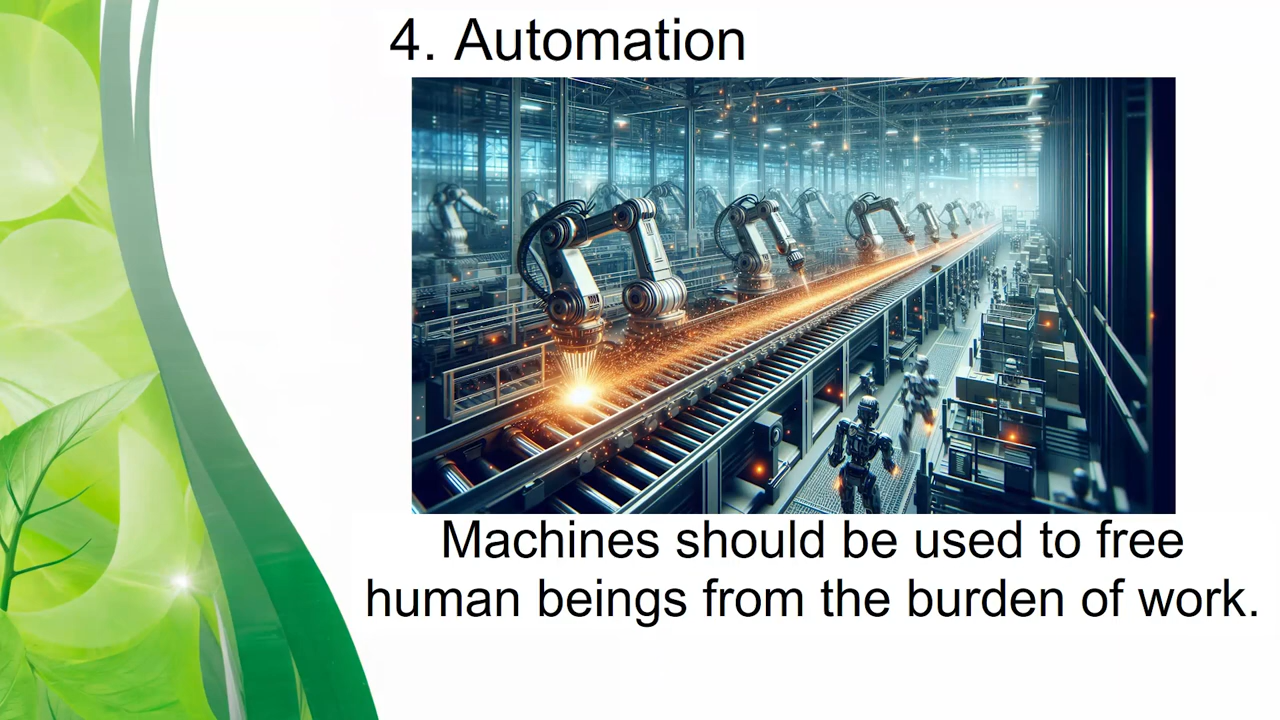 4. Automation
Machines should be used to free
human beings from the burden of work.